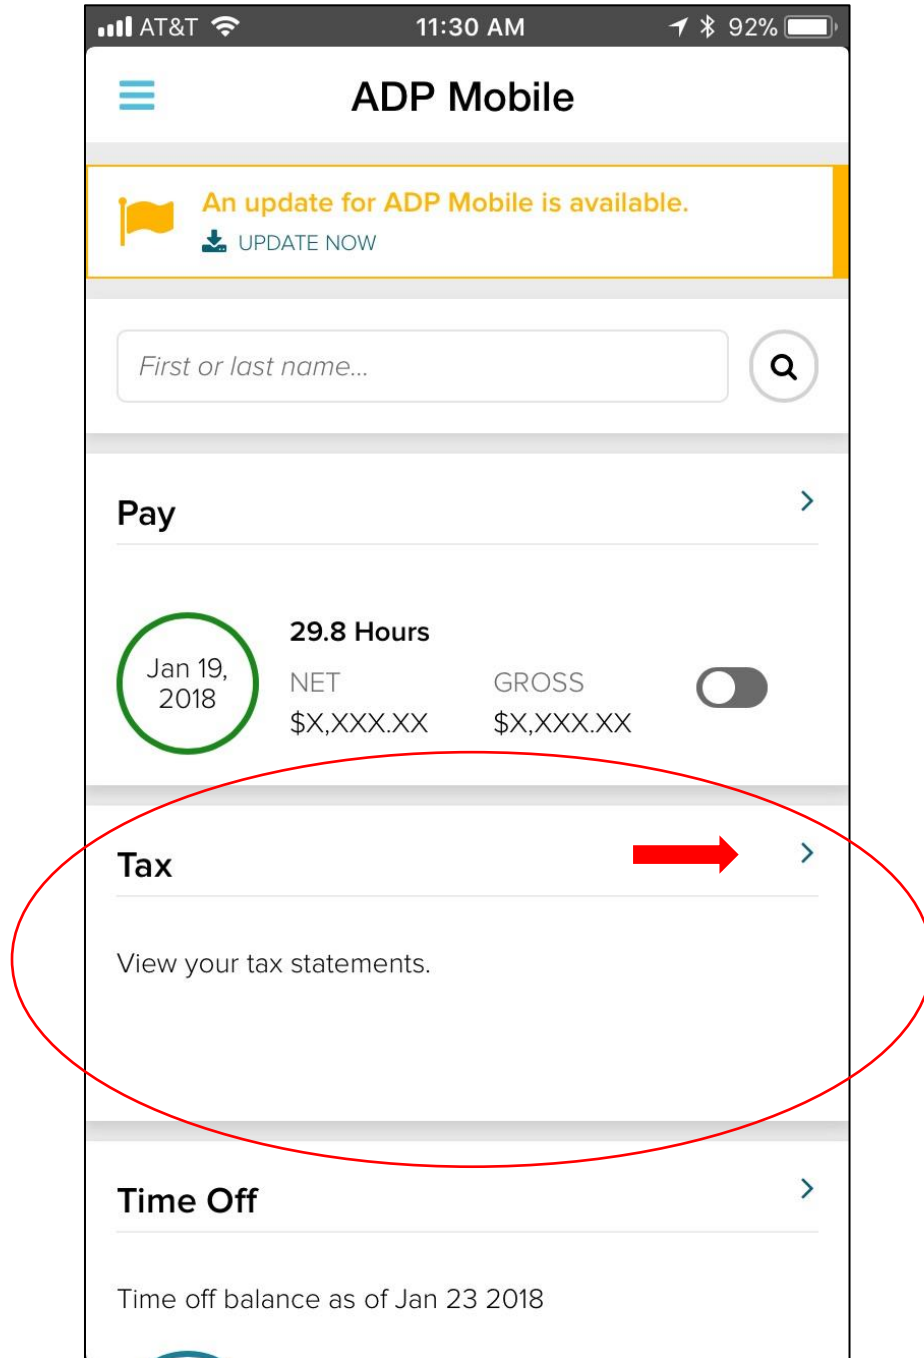 AT&T 11:30 AM 92%
ADP Mobile
An update for ADP Mobile is available.
UPDATE NOW
First or last name...
Pay
29.8 Hours
Jan 19,
2018
NET GROSS
$X,XXX.XX $X,XXX.XX
Tax
View your tax statements.
Time Off
Time off balance as of Jan 23 2018